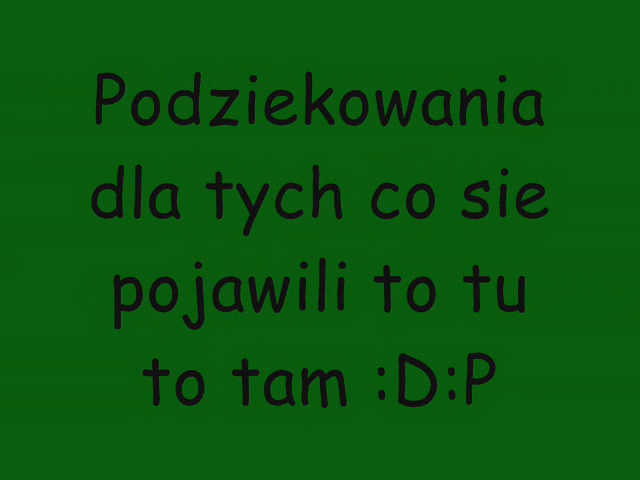 Podziekowania
dla tych co sie
pojawili to tu
to tam :D:P